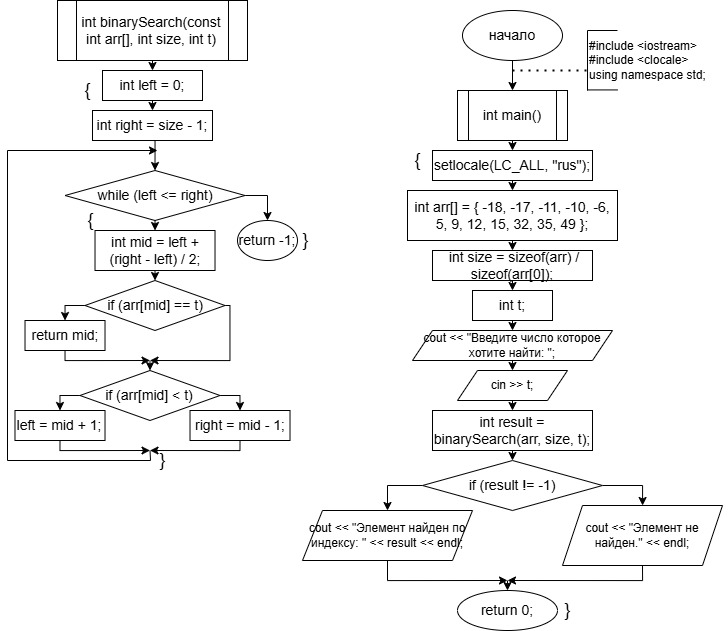 int binarySearch(const
int arr[], int size, int t)
{
int left = 0;
int right = size - 1;
while (left <= right)
return -1;
}
{
int mid = left +
(right - left) / 2;
if (arr[mid] == t)
return mid;
if (arr[mid] < t)
left = mid + 1;
right = mid - 1;
}
начало
#include <iostream>
#include <clocale>
using namespace std;
int main()
{
setlocale(LC_ALL, "rus");
int arr[] = { -18, -17, -11, -10, -6,
5, 9, 12, 15, 32, 35, 49 };
int size = sizeof(arr) /
sizeof(arr[0]);
int t;
cout << "Введите число которое
хотите найти: ";
cin >> t;
int result =
binarySearch(arr, size, t);
if (result != -1)
cout << "Элемент найден по
индексу: " << result << endl;
cout << "Элемент не
найден." << endl;
return 0;
}